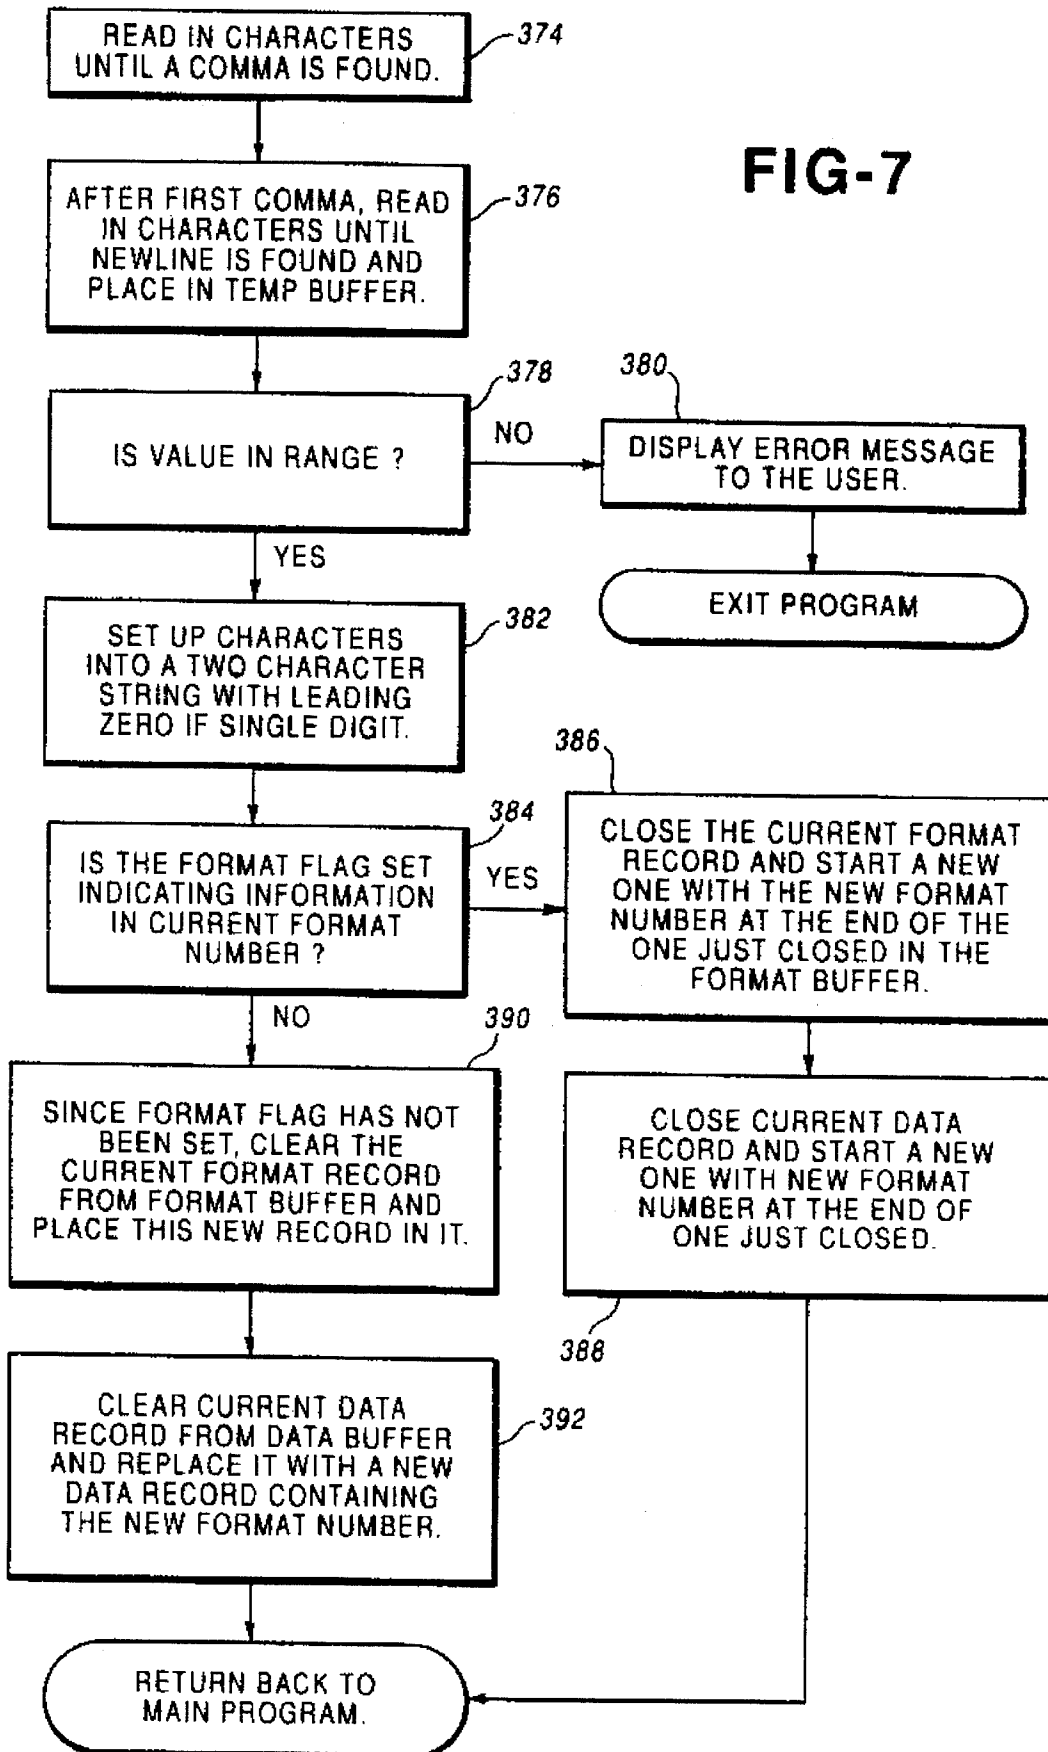 READ IN CHARACTERS
UNTIL A COMMA IS FOUND.
374
FIG-7
AFTER FIRST COMMA, READ
IN CHARACTERS UNTIL
NEWLINE IS FOUND AND
PLACE IN TEMP BUFFER.
376
IS VALUE IN RANGE ?
378
NO
380
DISPLAY ERROR MESSAGE
TO THE USER.
YES
EXIT PROGRAM
SET UP CHARACTERS
INTO A TWO CHARACTER
STRING WITH LEADING
ZERO IF SINGLE DIGIT.
382
IS THE FORMAT FLAG SET
INDICATING INFORMATION
IN CURRENT FORMAT
NUMBER ?
384
YES
386
CLOSE THE CURRENT FORMAT
RECORD AND START A NEW
ONE WITH THE NEW FORMAT
NUMBER AT THE END OF THE
ONE JUST CLOSED IN THE
FORMAT BUFFER.
NO
390
SINCE FORMAT FLAG HAS NOT
BEEN SET, CLEAR THE
CURRENT FORMAT RECORD
FROM FORMAT BUFFER AND
PLACE THIS NEW RECORD IN IT.
CLOSE CURRENT DATA
RECORD AND START A NEW
ONE WITH NEW FORMAT
NUMBER AT THE END OF
ONE JUST CLOSED.
388
CLEAR CURRENT DATA
RECORD FROM DATA BUFFER
AND REPLACE IT WITH A NEW
DATA RECORD CONTAINING
THE NEW FORMAT NUMBER.
392
RETURN BACK TO
MAIN PROGRAM.